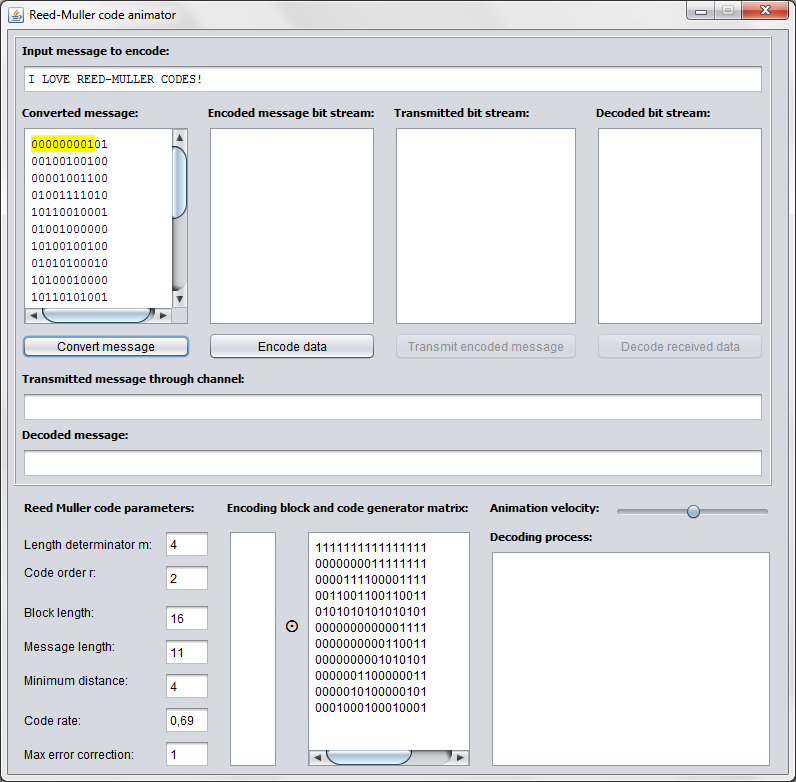 Reed-Muller code animator
Input message to encode:
I LOVE REED-MULLER CODES!
Converted message: Encoded message bit stream: Transmitted bit stream: Decoded bit stream:
00000000101
00100100100
00001001100
01001111010
10110010001
01001000000
10100100100
01010100010
10100010000
10110101001
Convert message Encode data Transmit encoded message Decode received data
Transmitted message through channel:
Decoded message:
Reed Muller code parameters: Encoding block and code generator matrix: Animation velocity:
Decoding process:
Length determinator m: 4
Code order r: 2
Block length: 16
Message length: 11
Minimum distance: 4
Code rate: 0,69
Max error correction: 1
1111111111111111
0000000011111111
0000111100001111
0011001100110011
0101010101010101
0000000000001111
0000000000110011
0000000001010101
0000001100000011
0000010100000101
0001000100010001